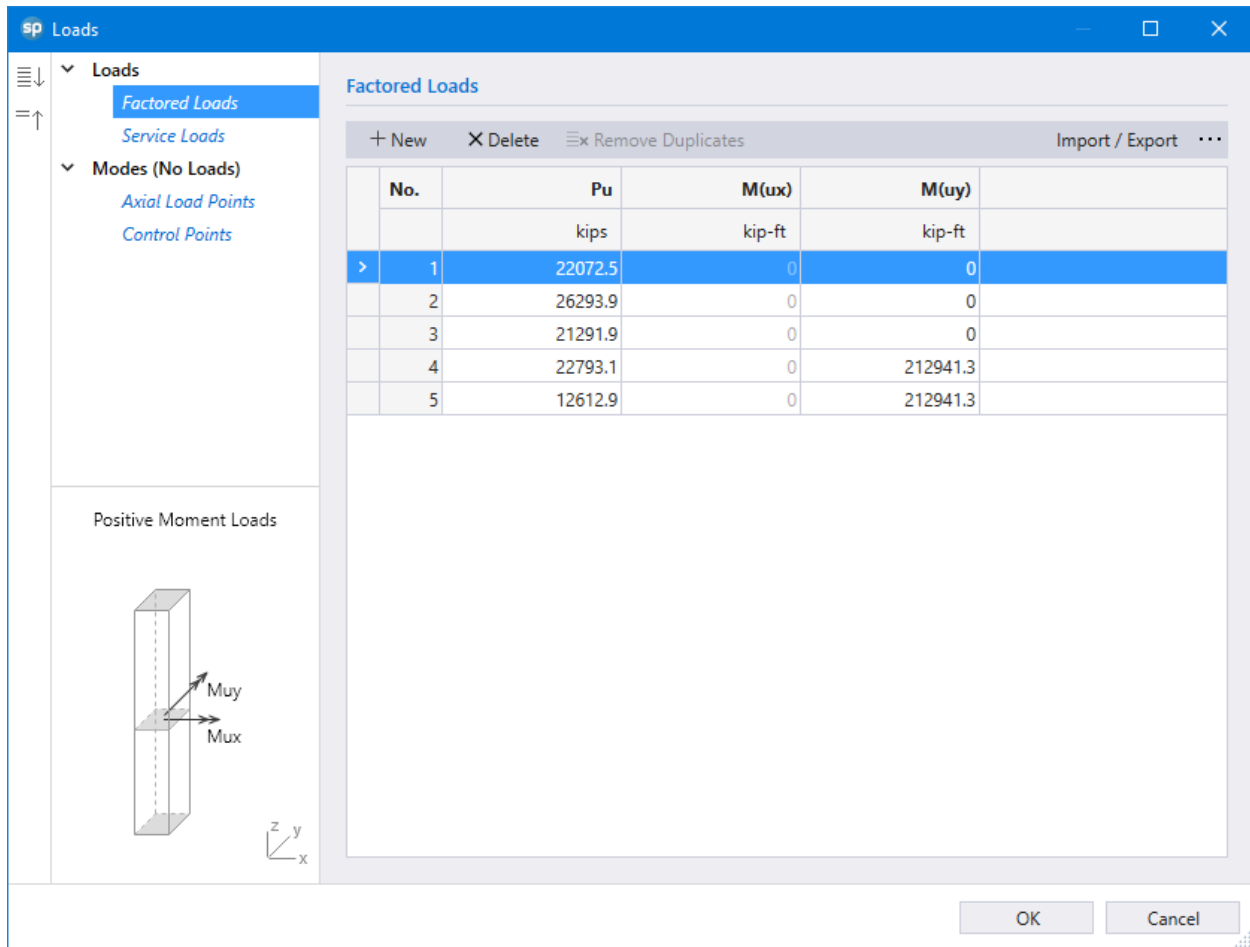 sp Loads
Loads
Factored Loads
Service Loads
Modes (No Loads)
Axial Load Points
Control Points
Positive Moment Loads
Muy
Mux
z y
x
Factored Loads
New Delete Remove Duplicates Import / Export ...
No. Pu M(ux) M(uy)
kips kip-ft kip-ft
1 22072.5 0 0
2 26293.9 0 0
3 21291.9 0 0
4 22793.1 0 212941.3
5 12612.9 0 212941.3
OK Cancel